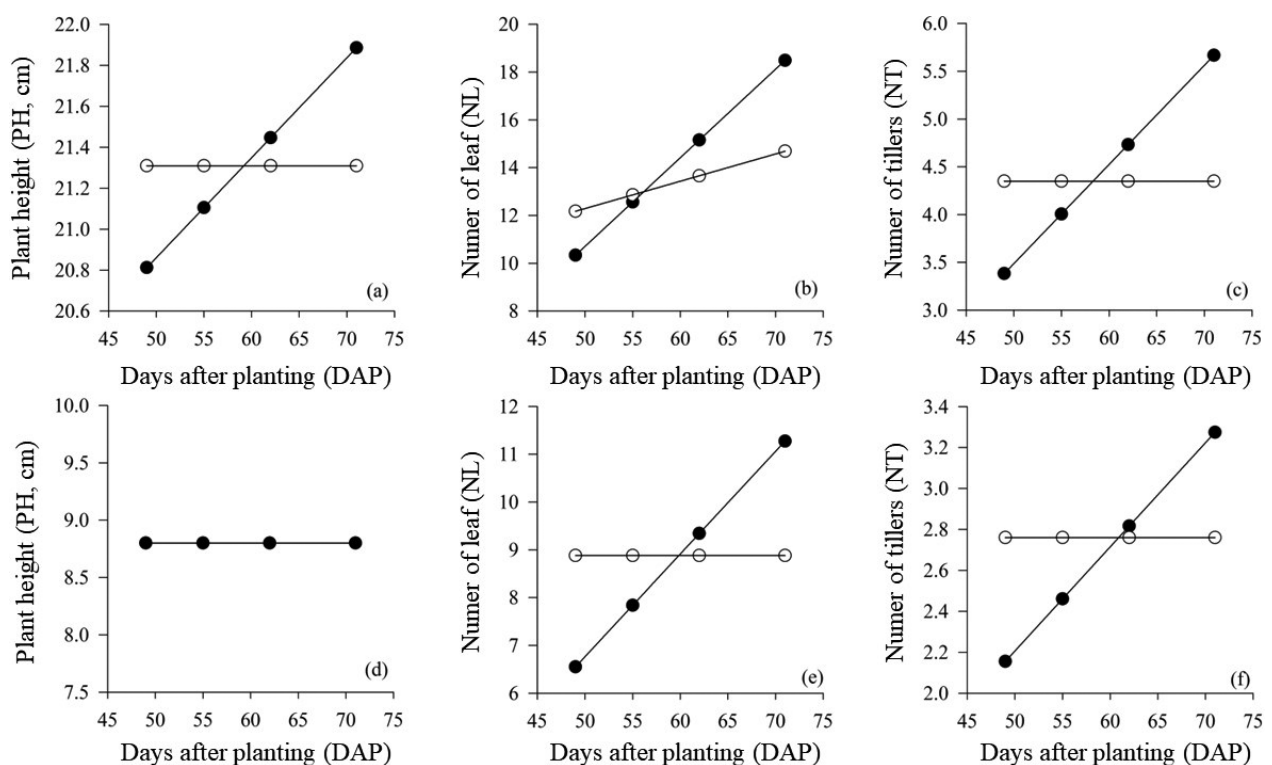 Plant height (PH, cm)
22.0
21.8
21.6
21.4
21.2
21.0
20.8
20.6
(a)
45 50 55 60 65 70 75
Days after planting (DAP)
Numer of leaf (NL)
20
18
16
14
12
10
8
(b)
45 50 55 60 65 70 75
Days after planting (DAP)
Numer of tillers (NT)
6.0
5.5
5.0
4.5
4.0
3.5
3.0
(c)
45 50 55 60 65 70 75
Days after planting (DAP)
Plant height (PH, cm)
10.0
9.5
9.0
8.5
8.0
7.5
(d)
45 50 55 60 65 70 75
Days after planting (DAP)
Numer of leaf (NL)
12
11
10
9
8
7
6
(e)
45 50 55 60 65 70 75
Days after planting (DAP)
Numer of tillers (NT)
3.4
3.2
3.0
2.8
2.6
2.4
2.2
2.0
(f)
45 50 55 60 65 70 75
Days after planting (DAP)